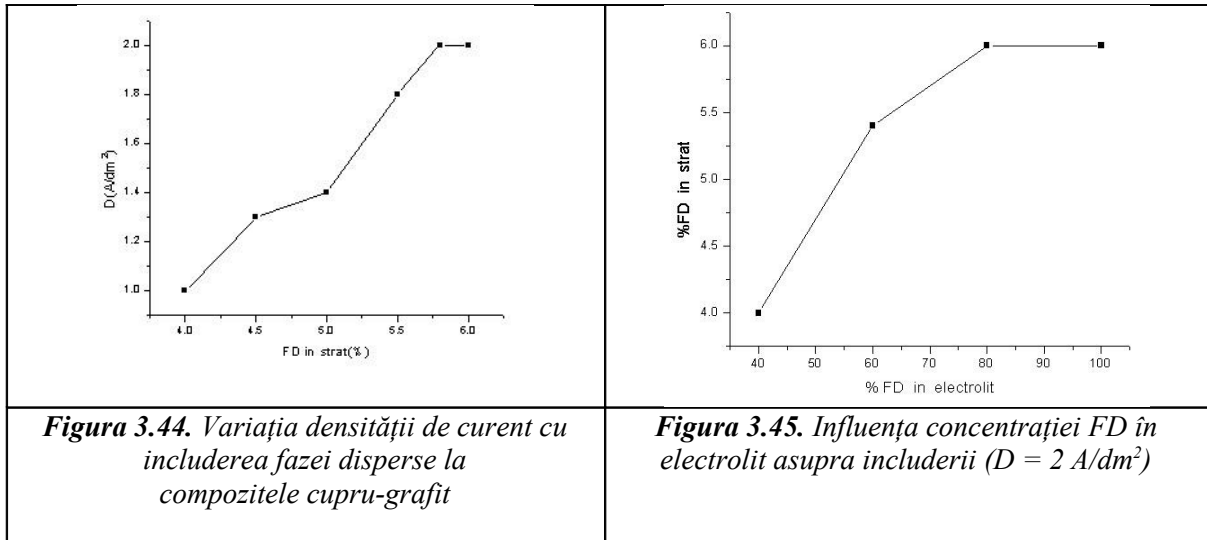 2.0
1.8
1.6
1.4
1.2
1.0
D(A/dm²)
4.0 4.5 5.0 5.5 6.0
FD in strat(%)
6.0
5.5
5.0
4.5
4.0
%FD in strat
40 50 60 70 80 90 100
% FD in electrolit
Figura 3.44. Variația densității de curent cu
includerea fazei disperse la
compozitele cupru-grafit
Figura 3.45. Influența concentrației FD în
electrolit asupra includerii (D = 2 A/dm²)